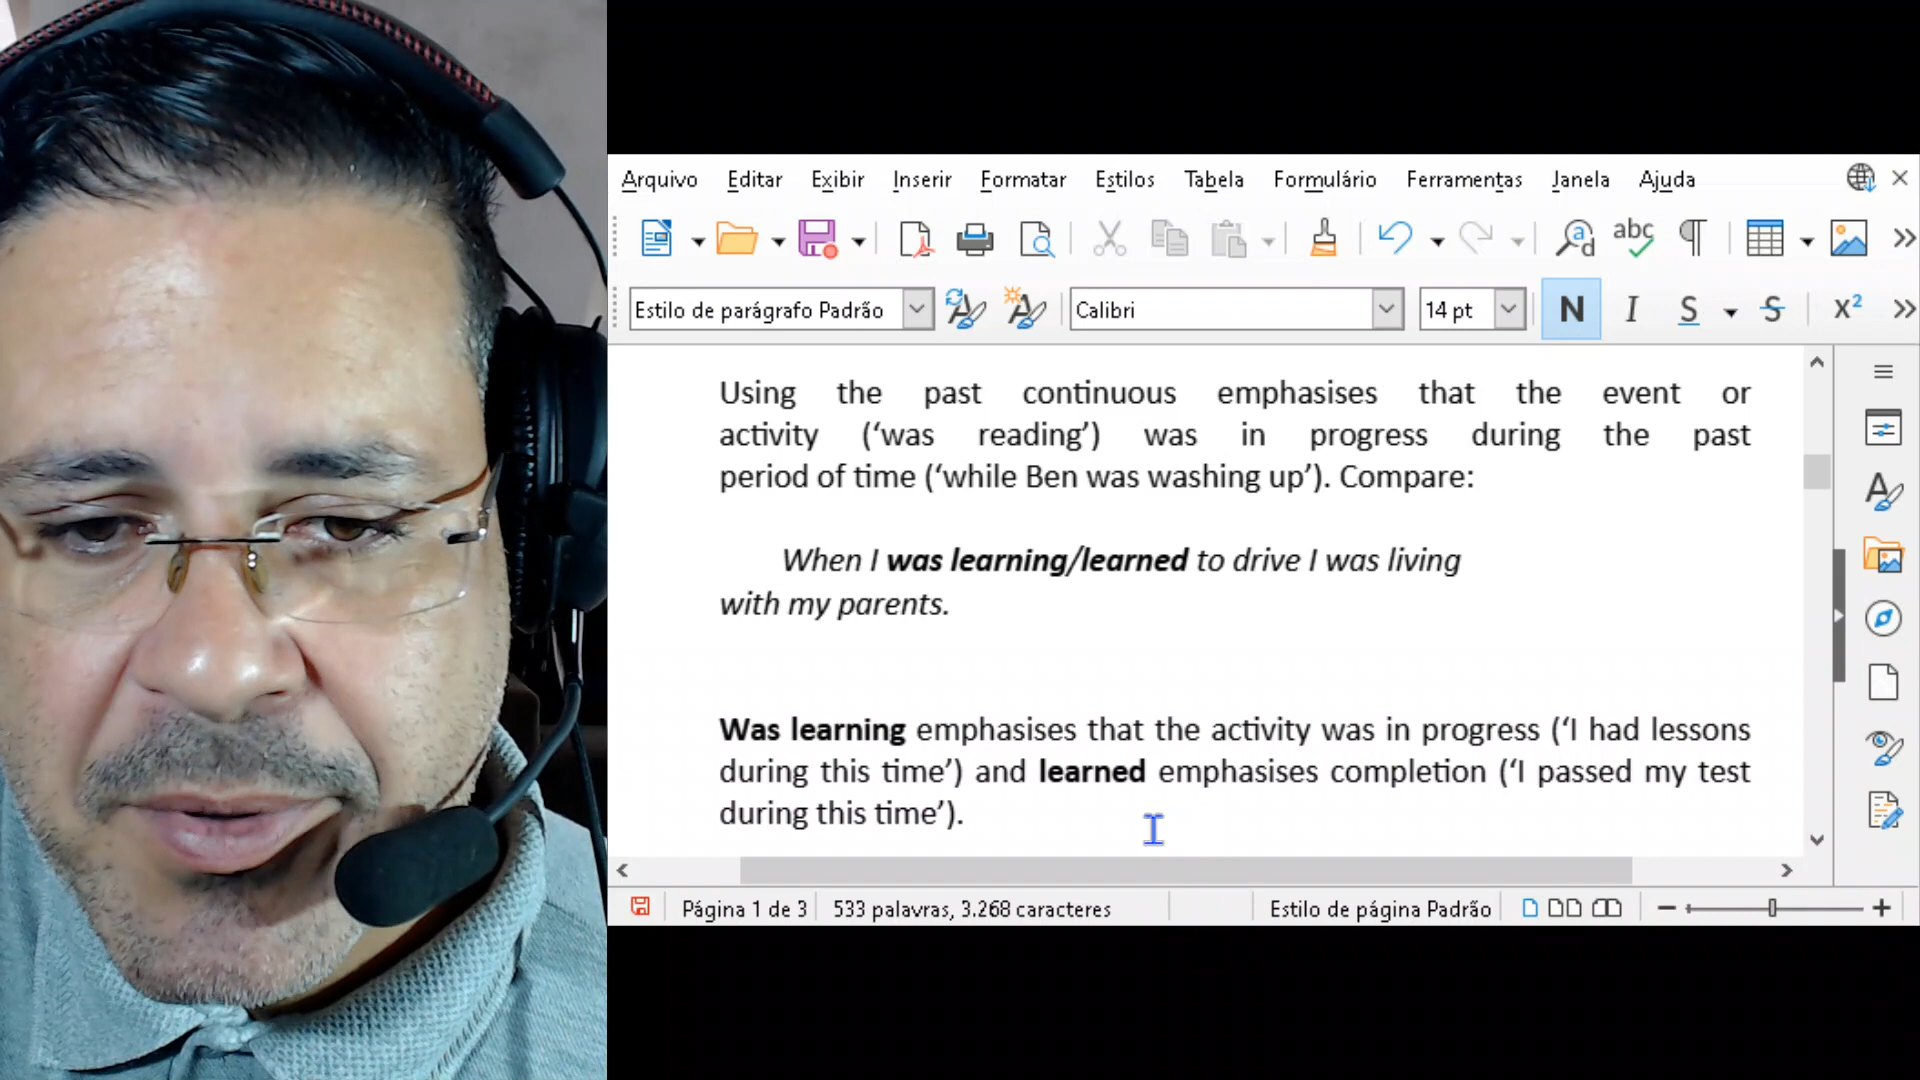 Arquivo Editar Exibir Inserir Formatar Estilos Tabela Formulário Ferramentas Janela Ajuda
abc
Estilo de parágrafo Padrão Calibri 14 pt N I S S X²
Using the past continuous emphasises that the event or
activity (‘was reading’) was in progress during the past
period of time (‘while Ben was washing up’). Compare:
When I was learning/learned to drive I was living
with my parents.
Was learning emphasises that the activity was in progress (‘I had lessons
during this time’) and learned emphasises completion (‘I passed my test
during this time’).
Página 1 de 3 533 palavras, 3.268 caracteres Estilo de página Padrão